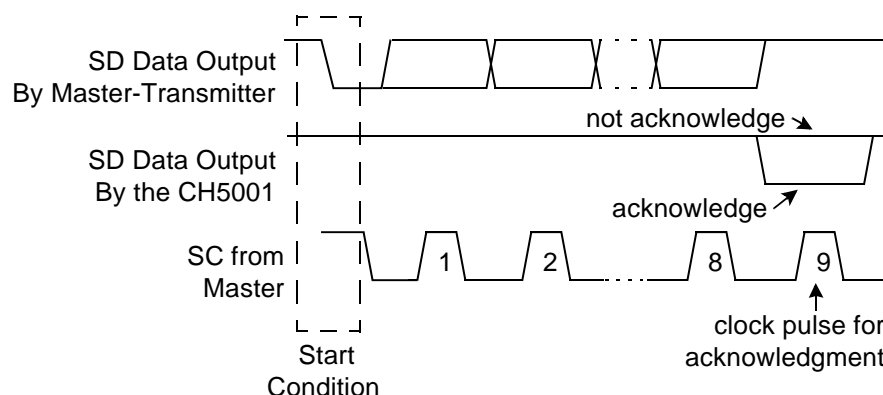 SD Data Output
By Master-Transmitter
not acknowledge
SD Data Output
By the CH5001
acknowledge
SC from
Master
1
2
8
9
clock pulse for
acknowledgment
Start
Condition